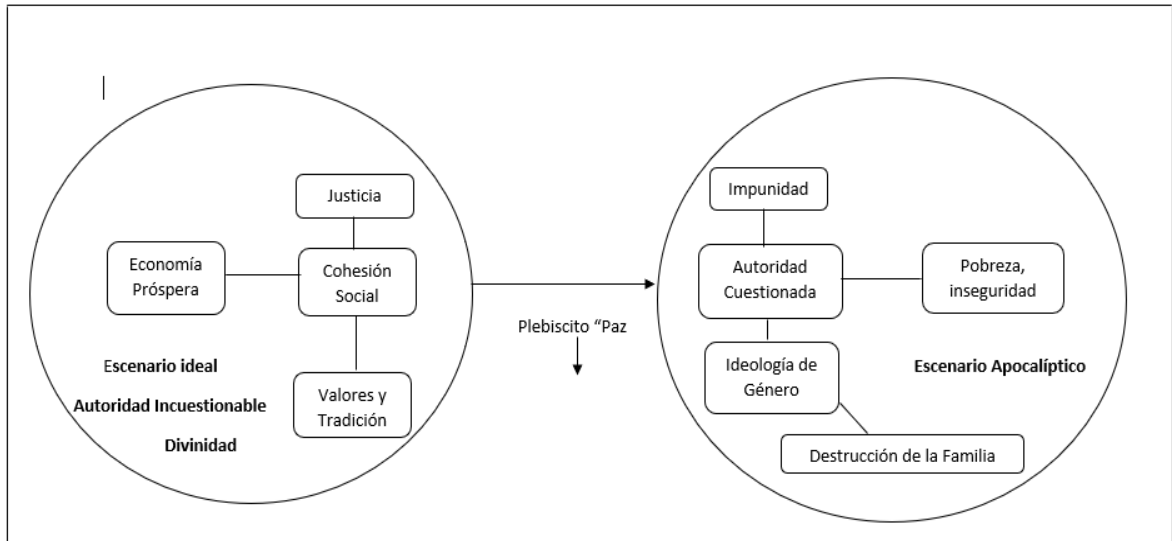 Justicia
Economía
Próspera
Cohesión
Social
Valores y
Tradición
Escenario ideal
Autoridad Incuestionable
Divinidad
Plebiscito “Paz
Impunidad
Autoridad
Cuestionada
Pobreza,
inseguridad
Ideología de
Género
Escenario Apocalíptico
Destrucción de la Familia